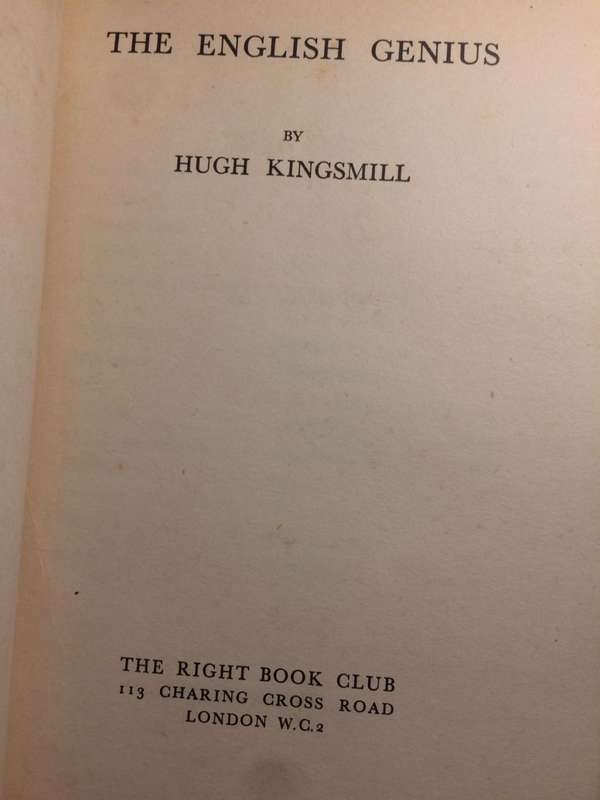 THE ENGLISH GENIUS
BY
HUGH KINGSMILL
THE RIGHT BOOK CLUB
113 CHARING CROSS ROAD
LONDON W.C.2